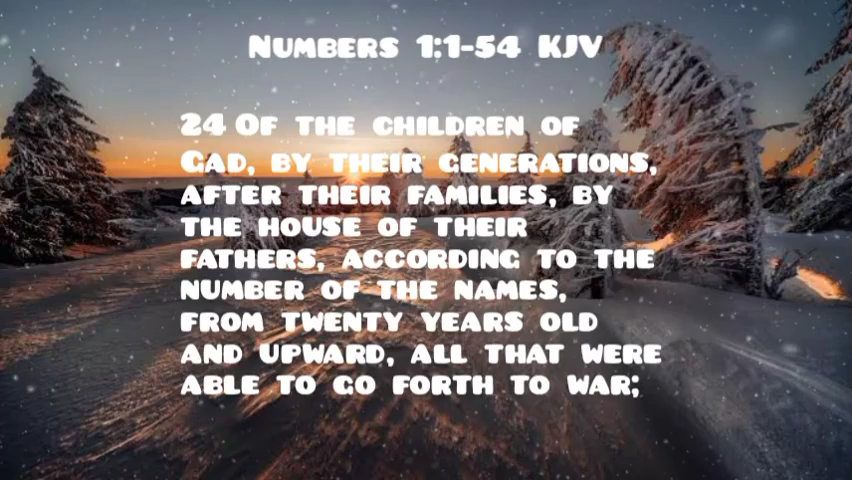 Numbers 1:1-54 KJV
24 Of the children of
Gad, by their generations,
after their families, by
the house of their
fathers, according to the
number of the names,
from twenty years old
and upward, all that were
able to go forth to war;